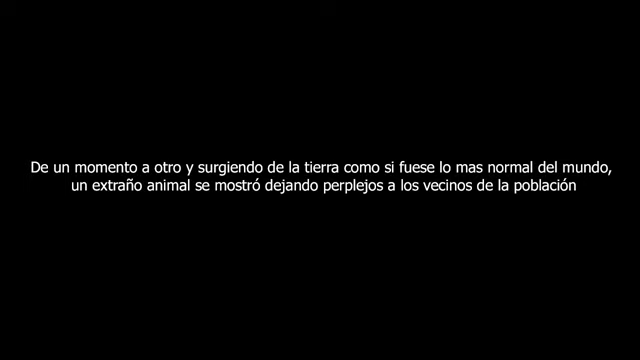 De un momento a otro y surgiendo de la tierra como si fuese lo mas normal del mundo,
un extraño animal se mostró dejando perplejos a los vecinos de la población